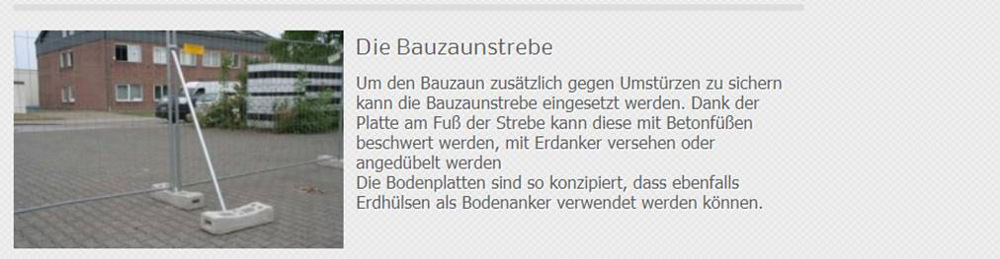 Die Bauzaunstrebe
Um den Bauzaun zusätzlich gegen Umstürzen zu sichern
kann die Bauzaunstrebe eingesetzt werden. Dank der
Platte am Fuß der Strebe kann diese mit Betonfüßen
beschwert werden, mit Erdanker versehen oder
angedübelt werden
Die Bodenplatten sind so konzipiert, dass ebenfalls
Erdhülsen als Bodenanker verwendet werden können.